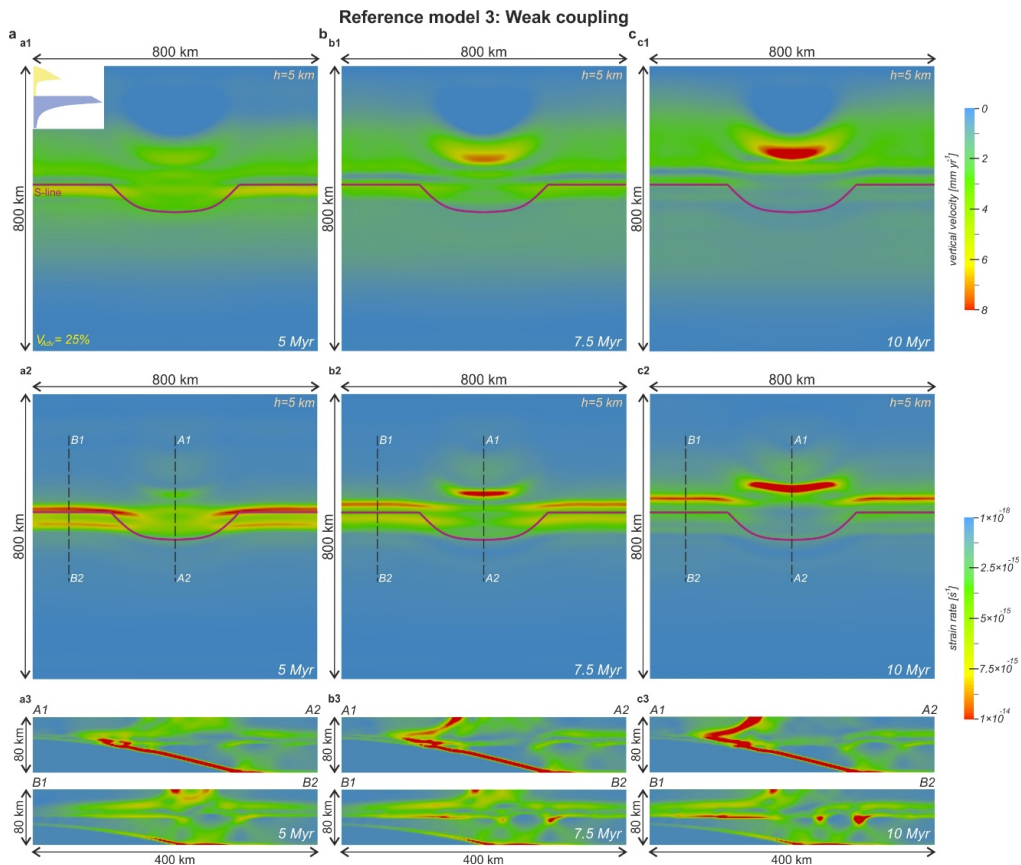 Reference model 3: Weak coupling
a
a1
800 km
h=5 km
800 km
S-line
V_Adv = 25%
5 Myr
b
b1
800 km
h=5 km
800 km
7.5 Myr
c
c1
800 km
h=5 km
800 km
10 Myr
0
2
4
6
8
vertical velocity [mm yr⁻¹]
a2
800 km
h=5 km
800 km
B1
A1
B2
A2
5 Myr
b2
800 km
h=5 km
800 km
B1
A1
B2
A2
7.5 Myr
c2
800 km
h=5 km
800 km
B1
A1
B2
A2
10 Myr
1×10⁻¹⁸
2.5×10⁻¹⁵
5×10⁻¹⁵
7.5×10⁻¹⁵
1×10⁻¹⁴
strain rate [s⁻¹]
a3
A1
A2
80 km
B1
B2
80 km
5 Myr
400 km
b3
A1
A2
80 km
B1
B2
80 km
7.5 Myr
400 km
c3
A1
A2
80 km
B1
B2
80 km
10 Myr
400 km